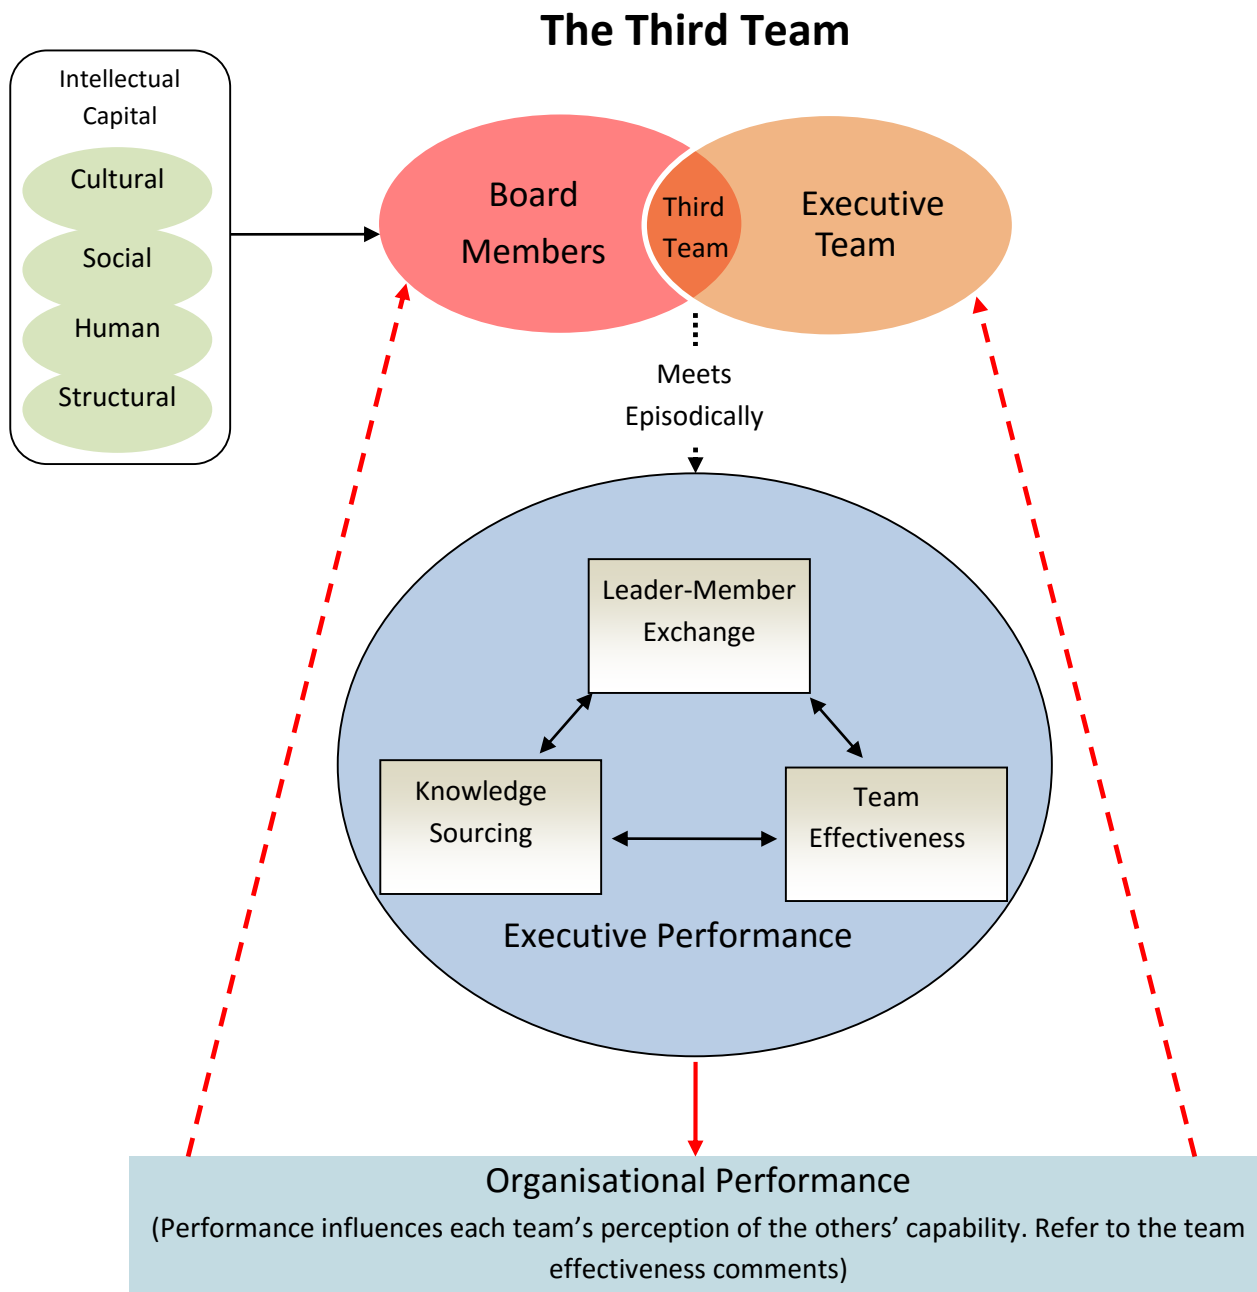 The Third Team
Intellectual
Capital
Cultural
Social
Human
Structural
Board
Members
Third
Team
Executive
Team
Meets
Episodically
Leader-Member
Exchange
Knowledge
Sourcing
Team
Effectiveness
Executive Performance
Organisational Performance
(Performance influences each team’s perception of the others’ capability. Refer to the team
effectiveness comments)